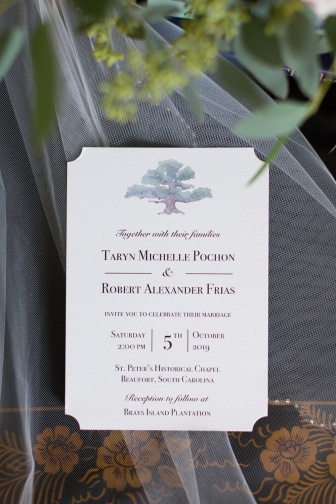 Together with their families
Taryn Michelle Pochon
&
Robert Alexander Frias
invite you to celebrate their marriage
Saturday 5th October
2:00 pm 2019
St. Peter's Historical Chapel
Beaufort, South Carolina
Reception to follow at
Brays Island Plantation